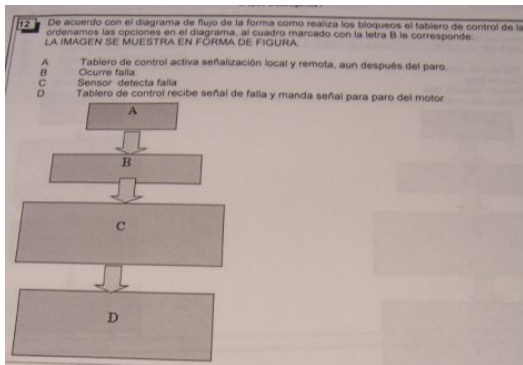 12 De acuerdo con el diagrama de flujo de la forma como realiza los bloqueos el tablero de control de la
ordenamos las opciones en el diagrama, al cuadro marcado con la letra B le corresponde:
LA IMAGEN SE MUESTRA EN FORMA DE FIGURA
A Tablero de control activa señalización local y remota, aun después del paro.
B Ocurre falla.
C Sensor detecta falla
D Tablero de control recibe señal de falla y manda señal para paro del motor
A
B
C
D